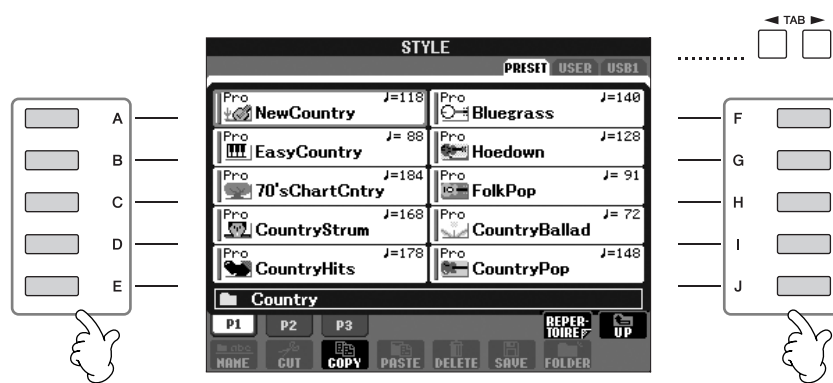 ◄ TAB ►
STYLE
PRESET USER USB1
A
B
C
D
E
Pro ♩=118
NewCountry
Pro ♩= 88
EasyCountry
Pro ♩=184
70'sChartCntry
Pro ♩=168
CountryStrum
Pro ♩=178
CountryHits
Pro ♩=140
Bluegrass
Pro ♩=128
Hoedown
Pro ♩= 91
FolkPop
Pro ♩= 72
CountryBallad
Pro ♩=148
CountryPop
F
G
H
I
J
Country
P1 P2 P3 REPER-
TOIRE UP
NAME CUT COPY PASTE DELETE SAVE FOLDER